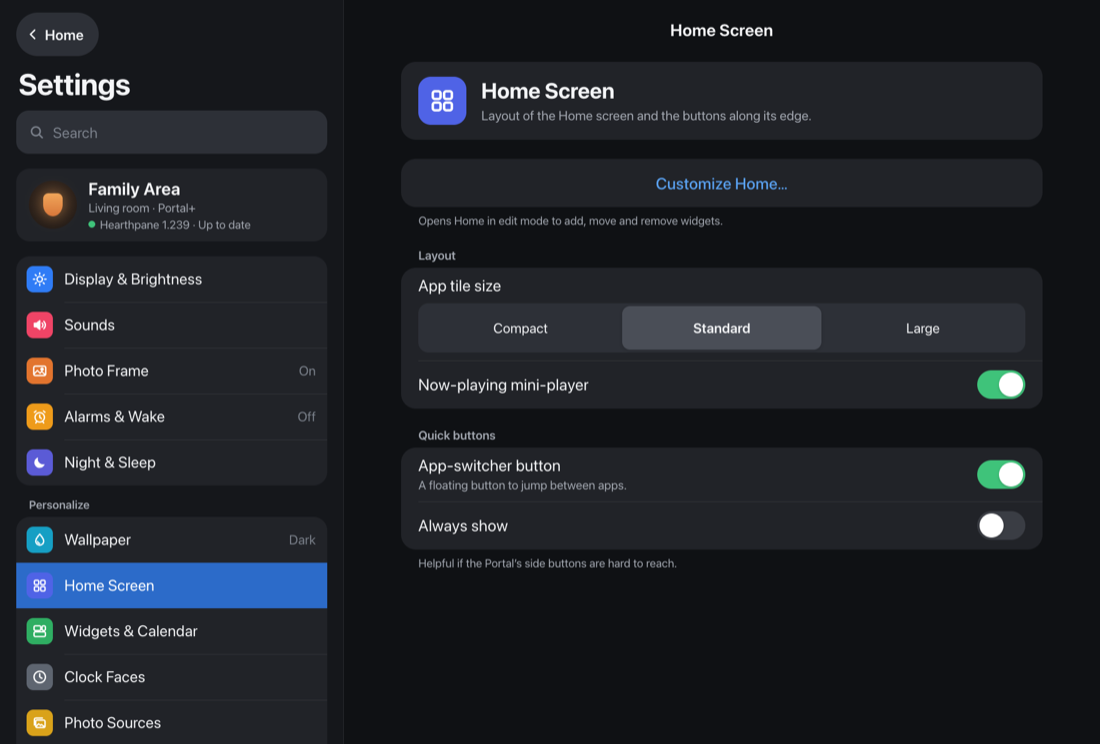 Home
Settings
Search
Family Area
Living room · Portal+
Hearthpane 1.239 · Up to date
Display & Brightness
Sounds
Photo Frame
On
Alarms & Wake
Off
Night & Sleep
Personalize
Wallpaper
Dark
Home Screen
Widgets & Calendar
Clock Faces
Photo Sources
Home Screen
Home Screen
Layout of the Home screen and the buttons along its edge.
Customize Home…
Opens Home in edit mode to add, move and remove widgets.
Layout
App tile size
Compact
Standard
Large
Now-playing mini-player
Quick buttons
App-switcher button
A floating button to jump between apps.
Always show
Helpful if the Portal's side buttons are hard to reach.